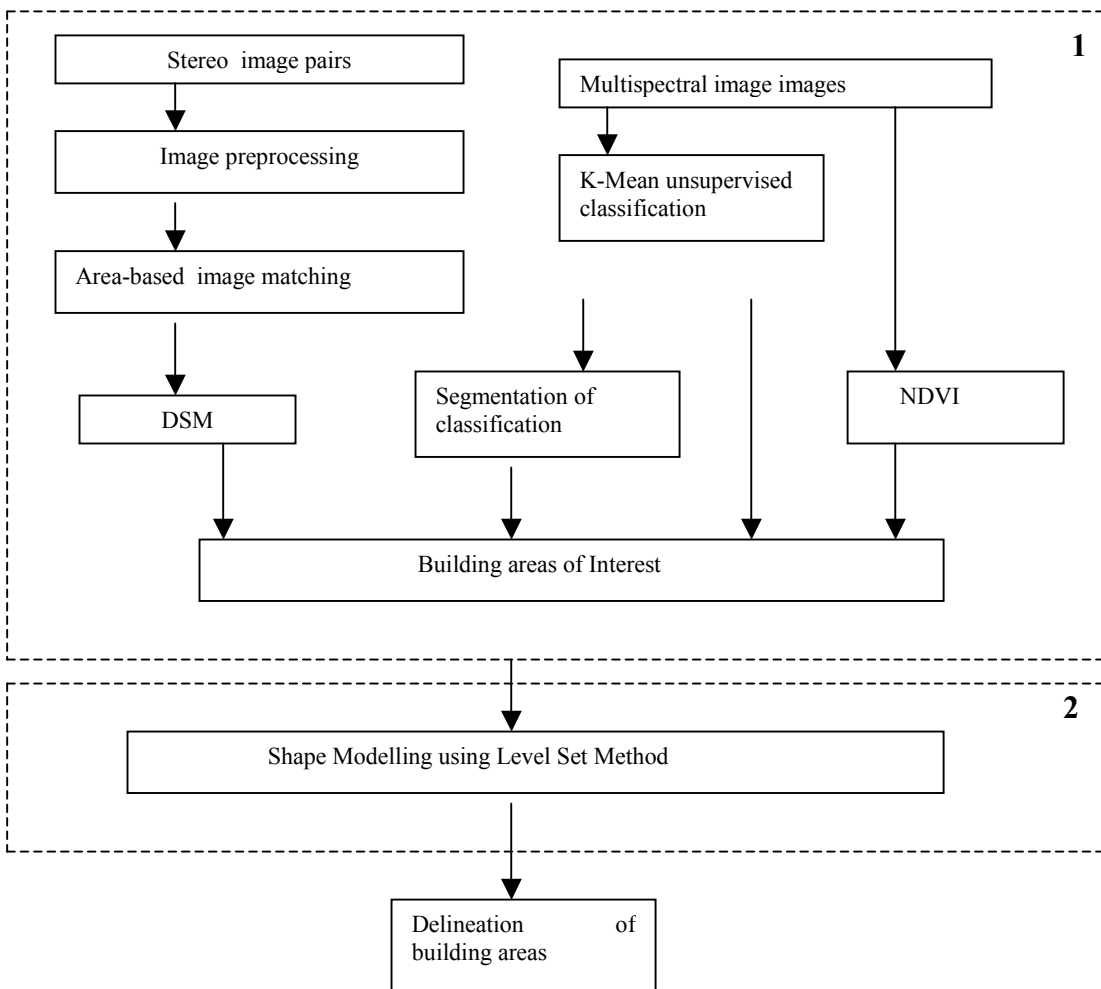 1
Stereo image pairs
Multispectral image images
Image preprocessing
K-Mean unsupervised
classification
Area-based image matching
DSM
Segmentation of
classification
NDVI
Building areas of Interest
2
Shape Modelling using Level Set Method
Delineation of
building areas